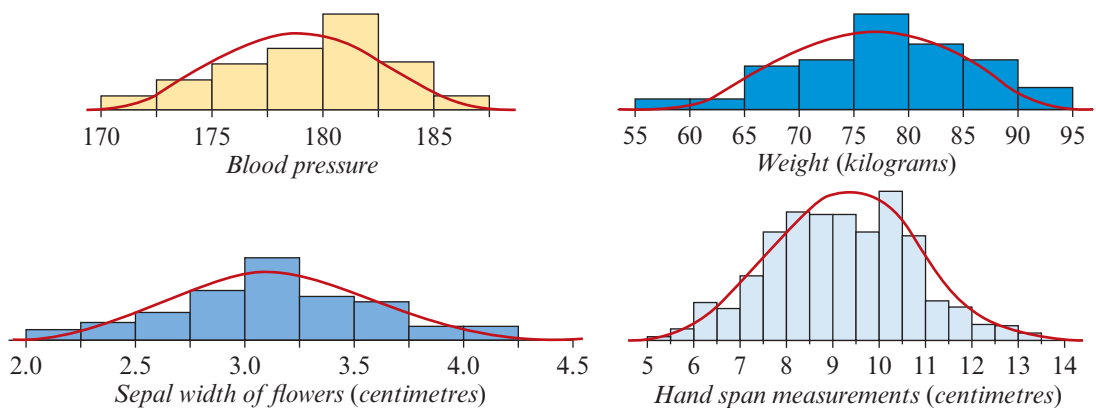 170 175 180 185
Blood pressure
55 60 65 70 75 80 85 90 95
Weight (kilograms)
2.0 2.5 3.0 3.5 4.0 4.5
Sepal width of flowers (centimetres)
5 6 7 8 9 10 11 12 13 14
Hand span measurements (centimetres)